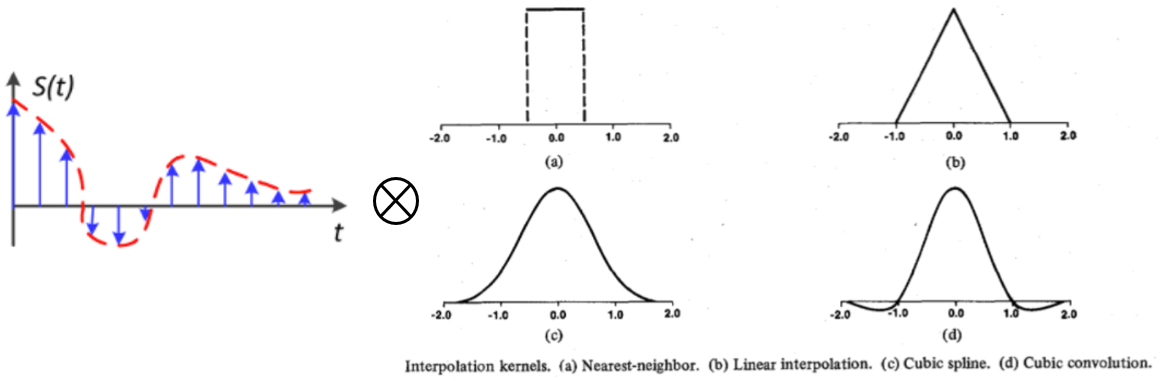 S(t)
t
-2.0 -1.0 0.0 1.0 2.0
(a)
-2.0 -1.0 0.0 1.0 2.0
(b)
-2.0 -1.0 0.0 1.0 2.0
(c)
-2.0 -1.0 0.0 1.0 2.0
(d)
Interpolation kernels. (a) Nearest-neighbor. (b) Linear interpolation. (c) Cubic spline. (d) Cubic convolution.